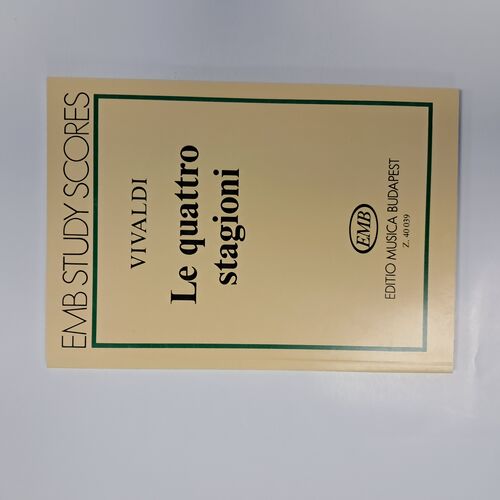 EMB STUDY SCORES
VIVALDI
Le quattro
stagioni
EMB
EDITIO MUSICA BUDAPEST
Z. 40 039